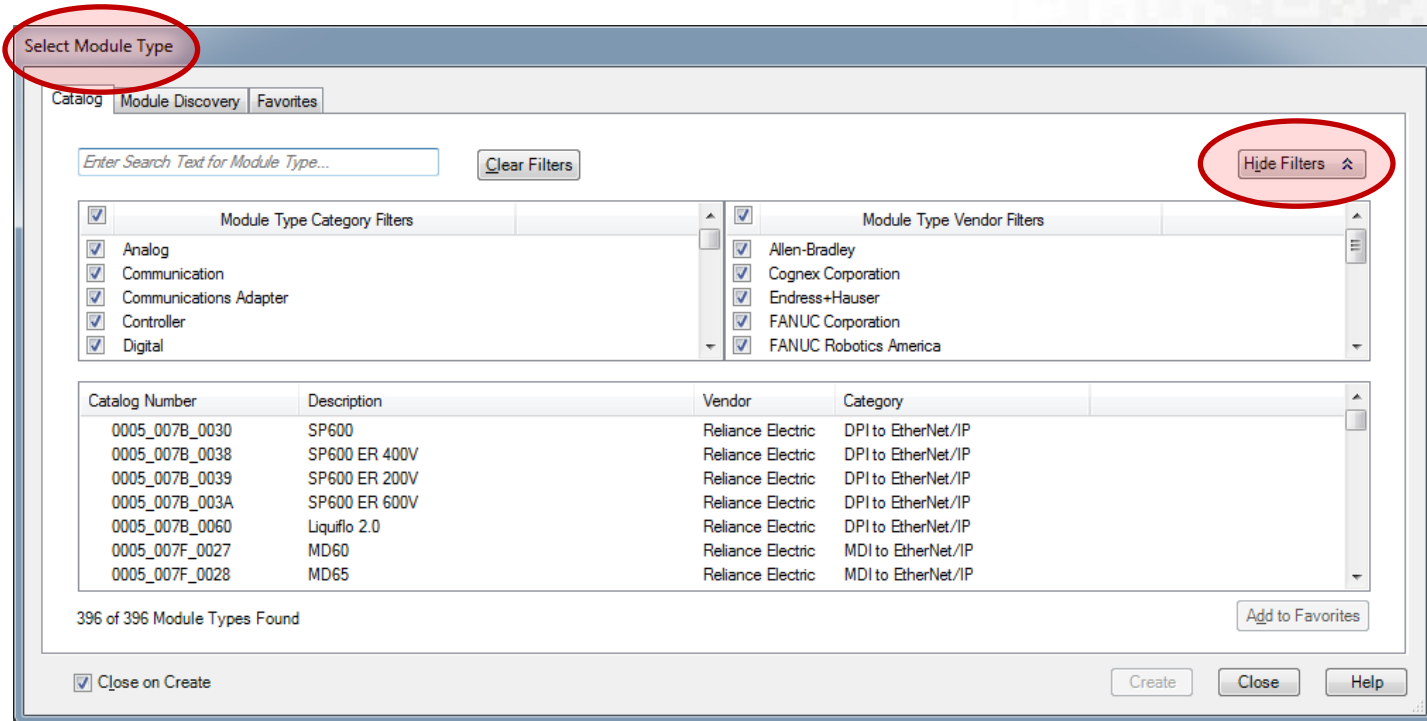 Select Module Type
Catalog Module Discovery Favorites
Enter Search Text for Module Type... Clear Filters Hide Filters
Module Type Category Filters Module Type Vendor Filters
Analog Allen-Bradley
Communication Cognex Corporation
Communications Adapter Endress+Hauser
Controller FANUC Corporation
Digital FANUC Robotics America
Catalog Number Description Vendor Category
0005_007B_0030 SP600 Reliance Electric DPI to EtherNet/IP
0005_007B_0038 SP600 ER 400V Reliance Electric DPI to EtherNet/IP
0005_007B_0039 SP600 ER 200V Reliance Electric DPI to EtherNet/IP
0005_007B_003A SP600 ER 600V Reliance Electric DPI to EtherNet/IP
0005_007B_0060 Liquiflo 2.0 Reliance Electric DPI to EtherNet/IP
0005_007F_0027 MD60 Reliance Electric MDI to EtherNet/IP
0005_007F_0028 MD65 Reliance Electric MDI to EtherNet/IP
396 of 396 Module Types Found Add to Favorites
Close on Create Create Close Help